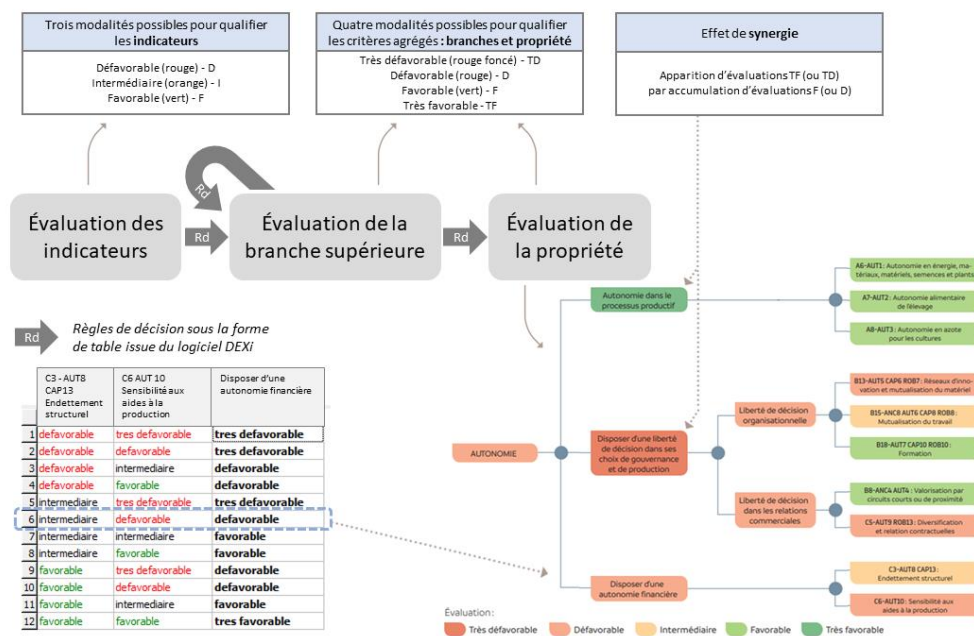 Trois modalités possibles pour qualifier
les indicateurs
Défavorable (rouge) - D
Intermédiaire (orange) - I
Favorable (vert) - F
Quatre modalités possibles pour qualifier
les critères agrégés : branches et propriété
Très défavorable (rouge foncé) - TD
Défavorable (rouge) - D
Favorable (vert) - F
Très favorable - TF
Effet de synergie
Apparition d'évaluations TF (ou TD)
par accumulation d'évaluations F (ou D)
Rd
Évaluation des
indicateurs
Rd
Évaluation de la
branche supérieure
Rd
Évaluation de
la propriété
Rd
Règles de décision sous la forme
de table issue du logiciel DEXi
C3 - AUT8
CAP13
Endettement
structurel
C6 AUT 10
Sensibilité aux
aides à la
production
Disposer d'une
autonomie financière
1 defavorable tres defavorable tres defavorable
2 defavorable defavorable tres defavorable
3 defavorable intermediaire defavorable
4 defavorable favorable defavorable
5 intermediaire tres defavorable tres defavorable
6 intermediaire defavorable defavorable
7 intermediaire intermediaire favorable
8 intermediaire favorable favorable
9 favorable tres defavorable defavorable
10 favorable defavorable defavorable
11 favorable intermediaire favorable
12 favorable favorable tres favorable
AUTONOMIE
Autonomie dans le
processus productif
A6-AUT1 : Autonomie en énergie, ma-
tériaux, matériels, semences et plants
A7-AUT2 : Autonomie alimentaire
de l'élevage
A8-AUT3 : Autonomie en azote
pour les cultures
Disposer d'une liberté
de décision dans ses
choix de gouvernance
et de production
Liberté de décision
organisationnelle
B13-AUT5 CAP6 ROB7 : Réseaux d'inno-
vation et mutualisation du matériel
B15-ANC8 AUT6 CAP8 ROB8 :
Mutualisation du travail
B18-AUT7 CAP10 ROB10 :
Formation
Liberté de décision
dans les relations
commerciales
B8-ANC4 AUT4 : Valorisation par
circuits courts ou de proximité
C5-AUT9 ROB13 : Diversification
et relation contractuelles
Disposer d'une
autonomie financière
C3-AUT8 CAP13 :
Endettement structurel
C6-AUT10 : Sensibilité aux
aides à la production
Évaluation :
Très défavorable
Défavorable
Intermédiaire
Favorable
Très favorable